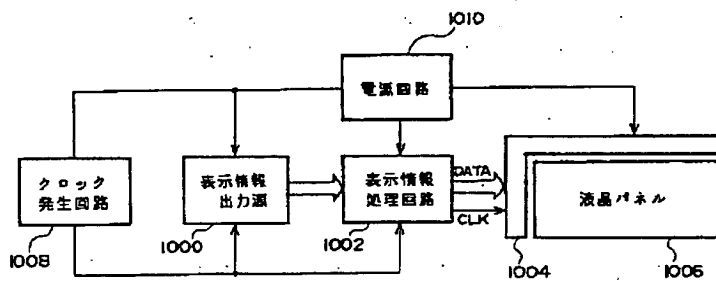 1010
電源回路
クロック
発生回路
1008
表示情報
出力源
1000
表示情報
処理回路
1002
DATA
CLK
液晶パネル
1004
1006